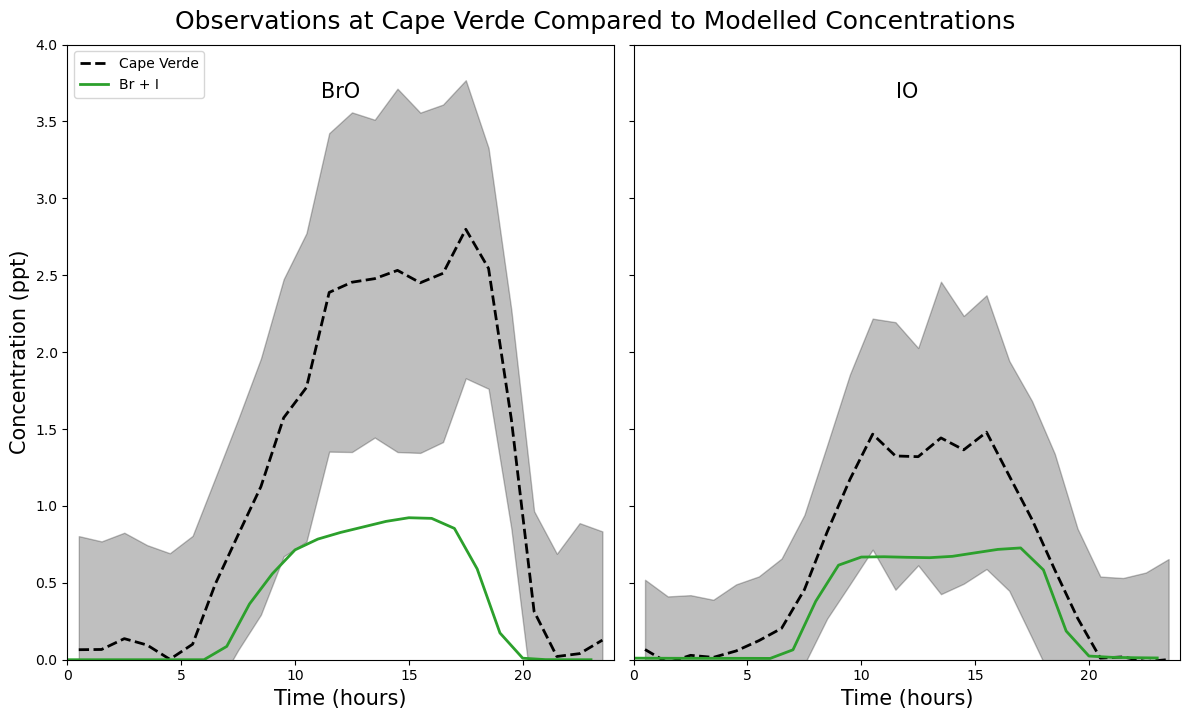 Observations at Cape Verde Compared to Modelled Concentrations
Cape Verde
Br + I
BrO
IO
Concentration (ppt)
4.0
3.5
3.0
2.5
2.0
1.5
1.0
0.5
0.0
0 5 10 15 20
0 5 10 15 20
Time (hours)
Time (hours)